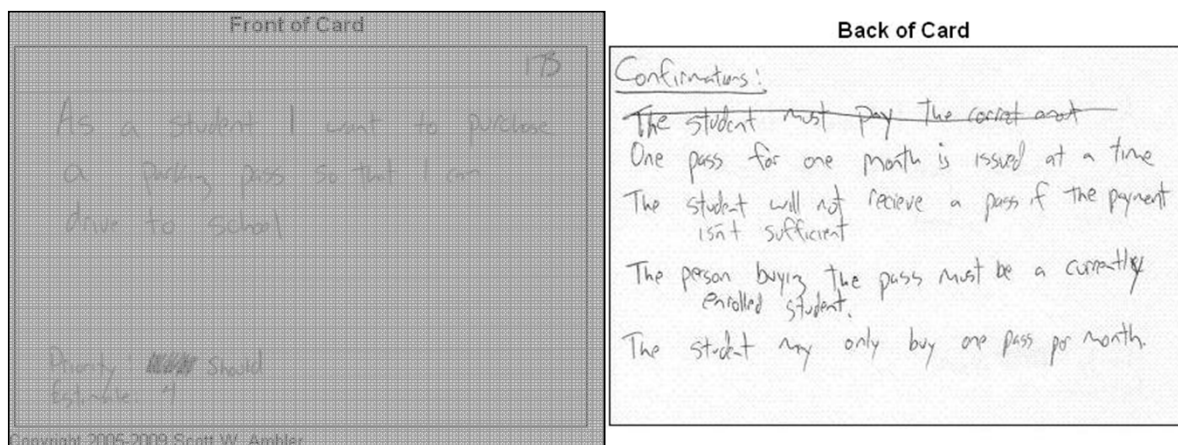 Front of Card
173
As a student I want to purchase
a parking pass so that I can
drive to school
Priority: Should
Estimate: 4
Copyright 2005-2009 Scott W. Ambler
Back of Card
Confirmations:
The student must pay the correct amt
One pass for one month is issued at a time
The student will not recieve a pass if the payment
isn't sufficient
The person buying the pass must be a currently
enrolled student.
The student may only buy one pass per month.